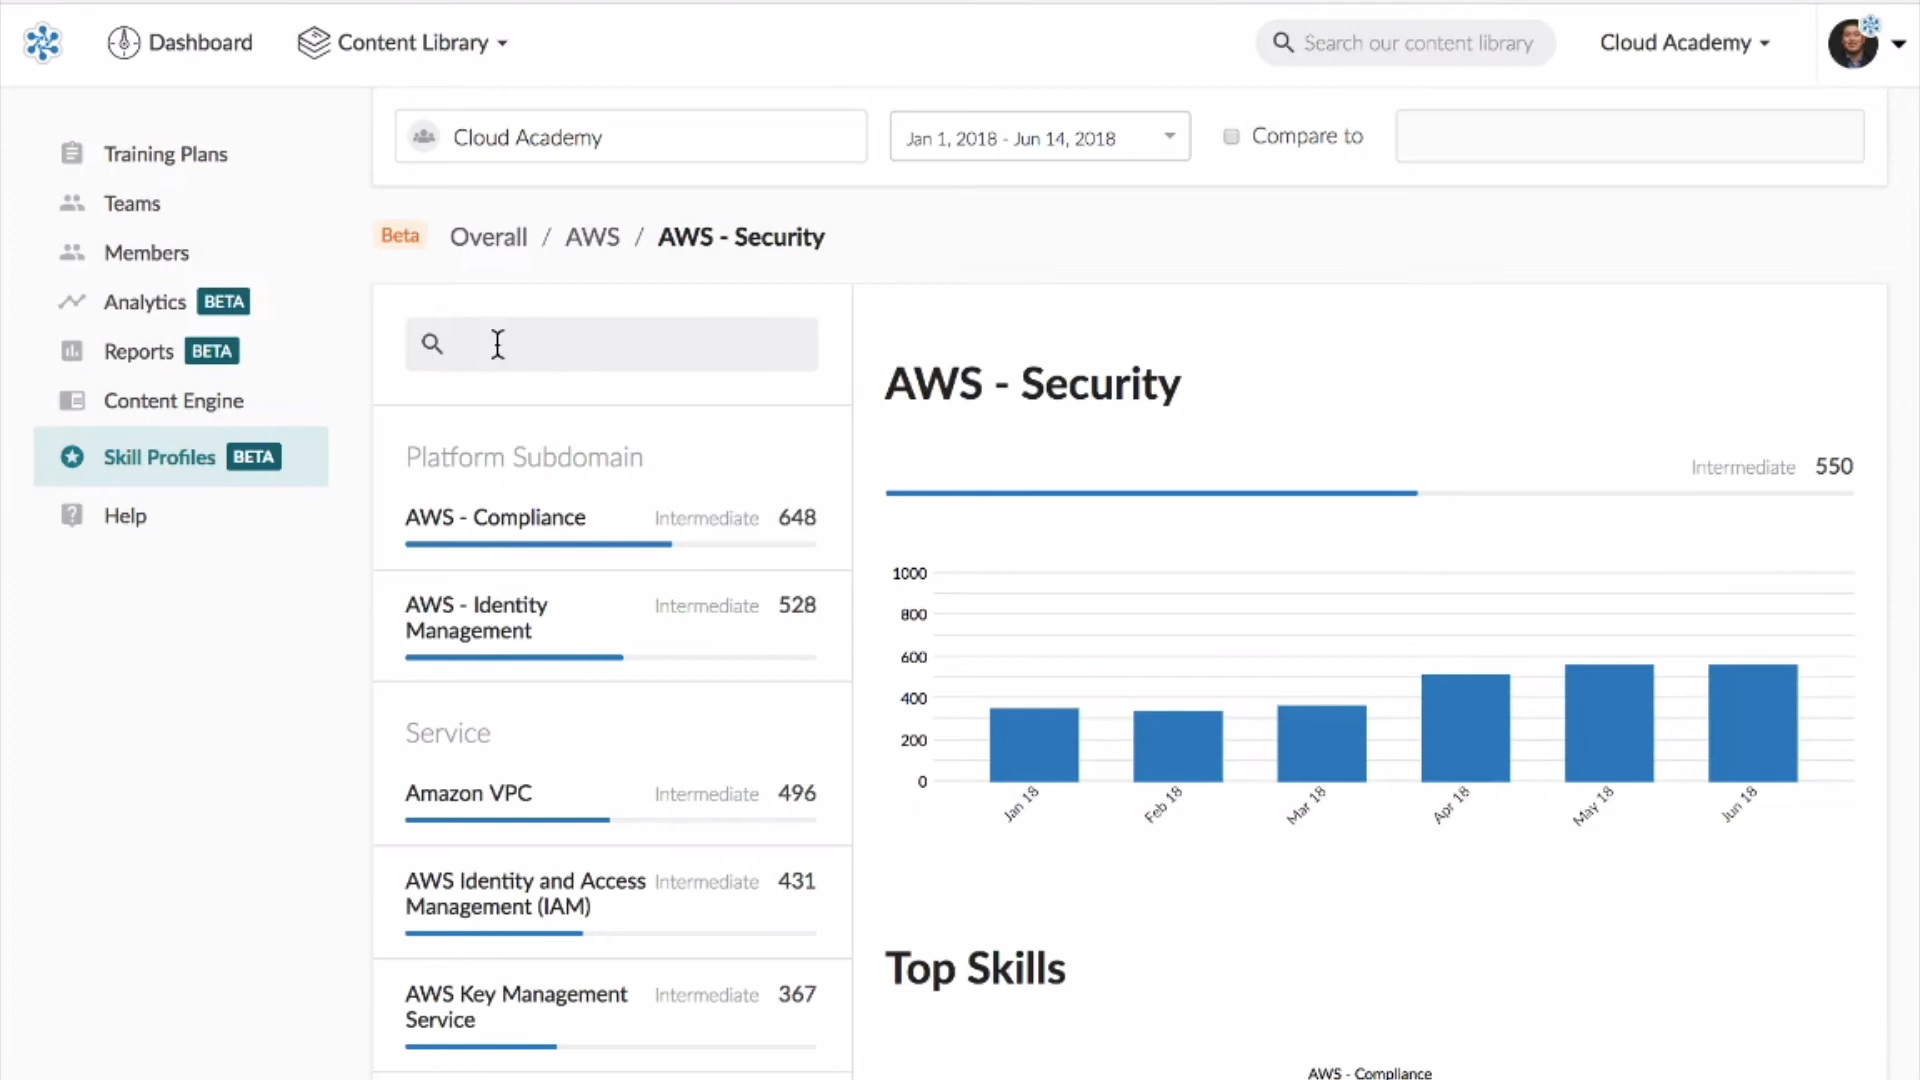 Dashboard
Content Library
Search our content library
Cloud Academy
Training Plans
Teams
Members
Analytics BETA
Reports BETA
Content Engine
Skill Profiles BETA
Help
Cloud Academy
Jan 1, 2018 - Jun 14, 2018
Compare to
Beta
Overall / AWS / AWS - Security
Platform Subdomain
AWS - Compliance Intermediate 648
AWS - Identity Intermediate 528
Management
Service
Amazon VPC Intermediate 496
AWS Identity and Access Intermediate 431
Management (IAM)
AWS Key Management Intermediate 367
Service
AWS - Security
Intermediate 550
1000
800
600
400
200
0
Jan 18
Feb 18
Mar 18
Apr 18
May 18
Jun 18
Top Skills
AWS - Compliance